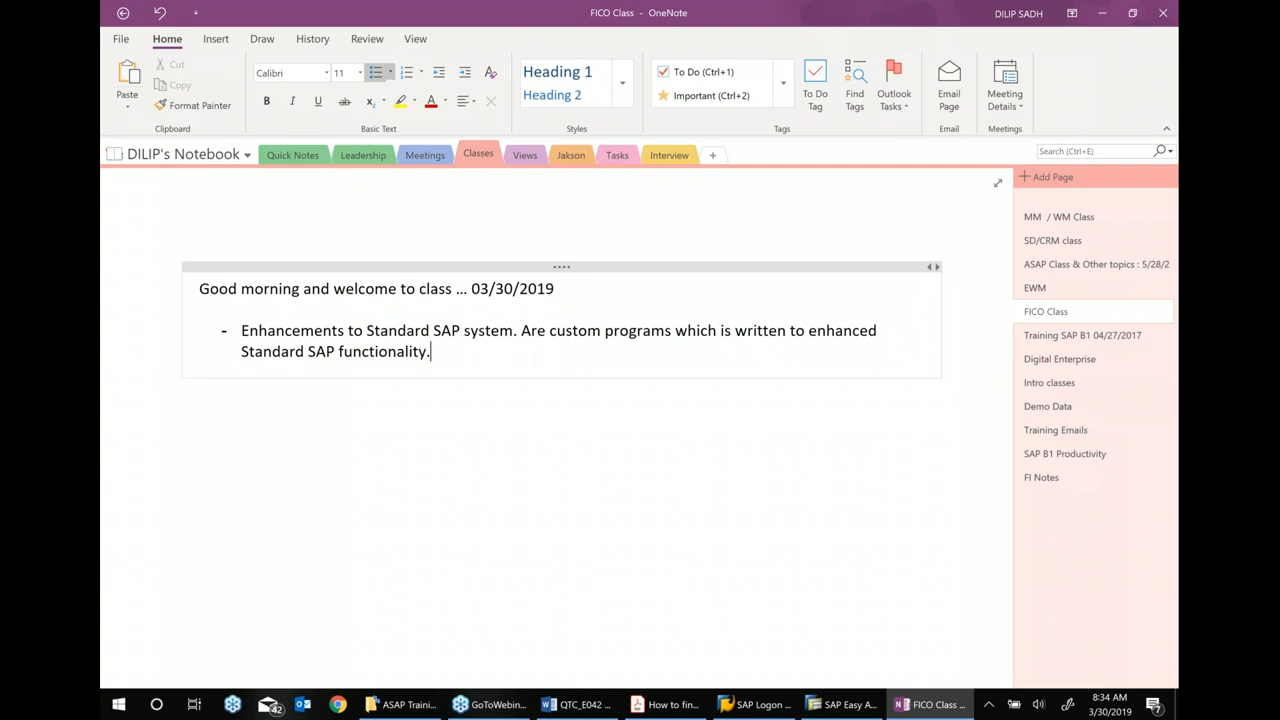 FICO Class - OneNote
DILIP SADH
File Home Insert Draw History Review View
Paste
Cut
Copy
Format Painter
Clipboard
Calibri 11
B I U ab x₂ A
Basic Text
Heading 1
Heading 2
Styles
To Do (Ctrl+1)
Important (Ctrl+2)
Tags
To Do
Tag
Find
Tags
Outlook
Tasks
Email
Page
Email
Meeting
Details
Meetings
DILIP's Notebook Quick Notes Leadership Meetings Classes Views Jakson Tasks Interview
Search (Ctrl+E)
Add Page
MM / WM Class
SD/CRM class
ASAP Class & Other topics : 5/28/2
EWM
FICO Class
Training SAP B1 04/27/2017
Digital Enterprise
Intro classes
Demo Data
Training Emails
SAP B1 Productivity
FI Notes
Good morning and welcome to class ... 03/30/2019
- Enhancements to Standard SAP system. Are custom programs which is written to enhanced
Standard SAP functionality.
42
ASAP Traini...
GoToWebin...
QTC_E042 ...
How to fin...
SAP Logon ...
SAP Easy A...
FICO Class ...
8:34 AM
3/30/2019